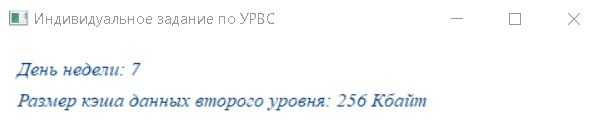 Индивидуальное задание по УРВС
День недели: 7
Размер кэша данных второго уровня: 256 Кбайт